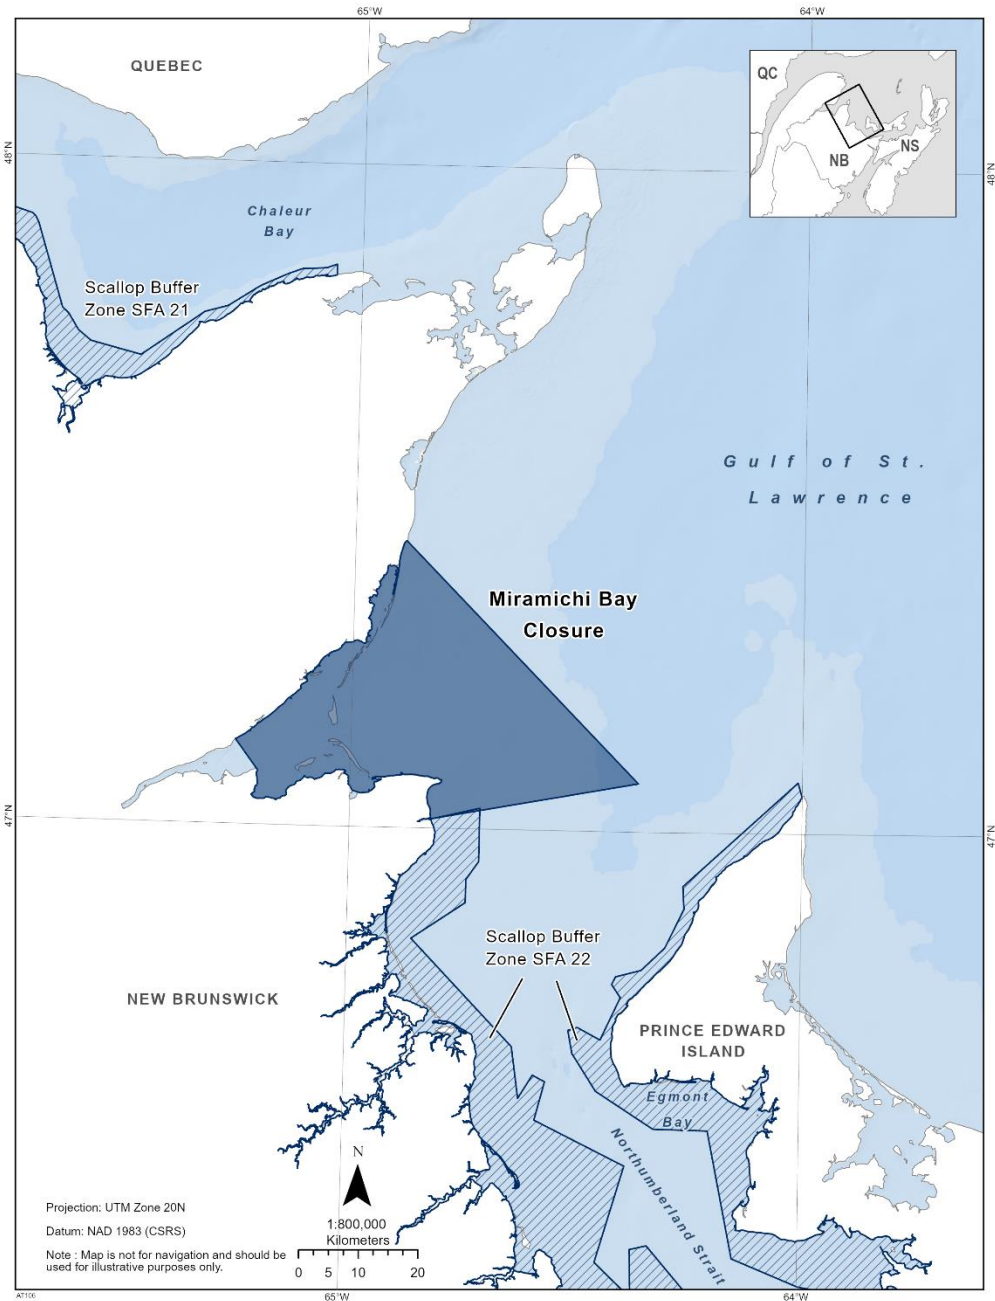 65°W
64°W
QUEBEC
QC
NB
NS
48°N
48°N
Chaleur
Bay
Scallop Buffer
Zone SFA 21
Gulf of St.
Lawrence
Miramichi Bay
Closure
47°N
47°N
Scallop Buffer
Zone SFA 22
NEW BRUNSWICK
PRINCE EDWARD
ISLAND
Egmont
Bay
Northumberland Strait
N
Projection: UTM Zone 20N
Datum: NAD 1983 (CSRS)
Note : Map is not for navigation and should be
used for illustrative purposes only.
1:800,000
Kilometers
0 5 10 20
AT106
65°W
64°W